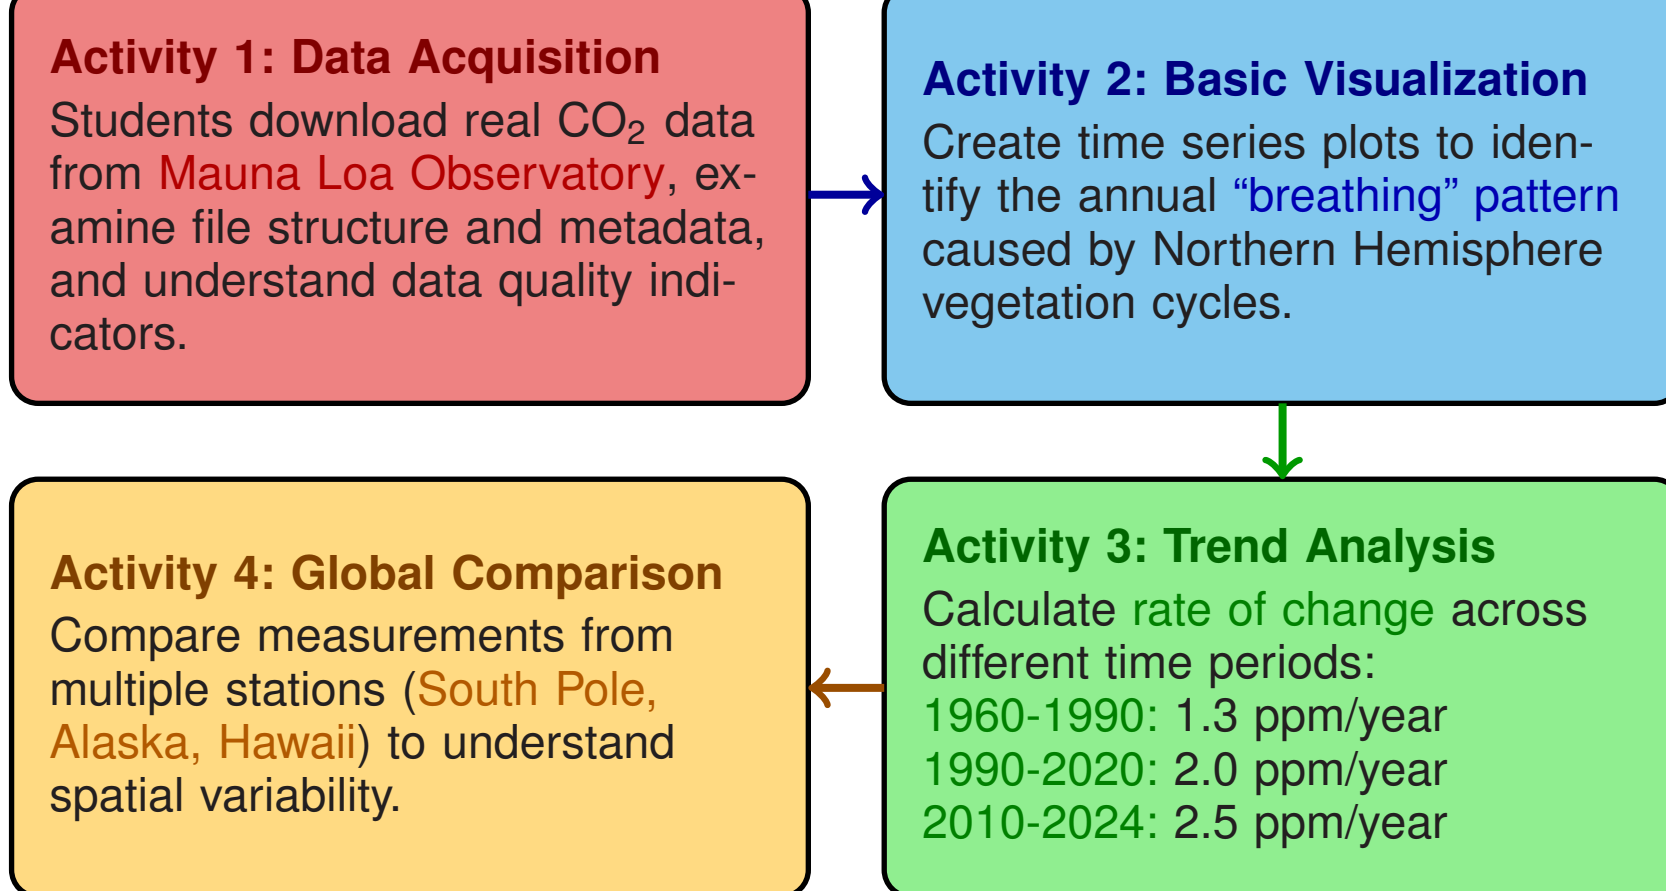 Activity 1: Data Acquisition
Students download real CO₂ data
from Mauna Loa Observatory, ex-
amine file structure and metadata,
and understand data quality indi-
cators.
Activity 2: Basic Visualization
Create time series plots to iden-
tify the annual “breathing” pattern
caused by Northern Hemisphere
vegetation cycles.
Activity 3: Trend Analysis
Calculate rate of change across
different time periods:
1960-1990: 1.3 ppm/year
1990-2020: 2.0 ppm/year
2010-2024: 2.5 ppm/year
Activity 4: Global Comparison
Compare measurements from
multiple stations (South Pole,
Alaska, Hawaii) to understand
spatial variability.